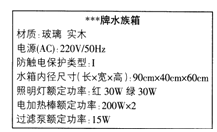 ***牌水族箱
材质:玻璃 实木
电源(AC):220V/50Hz
防触电保护类型:I
水箱内径尺寸(长×宽×高):90cm×40cm×60cm
照明灯额定功率:红30W 绿30W
电加热棒额定功率:200W×2
过滤泵额定功率:15W